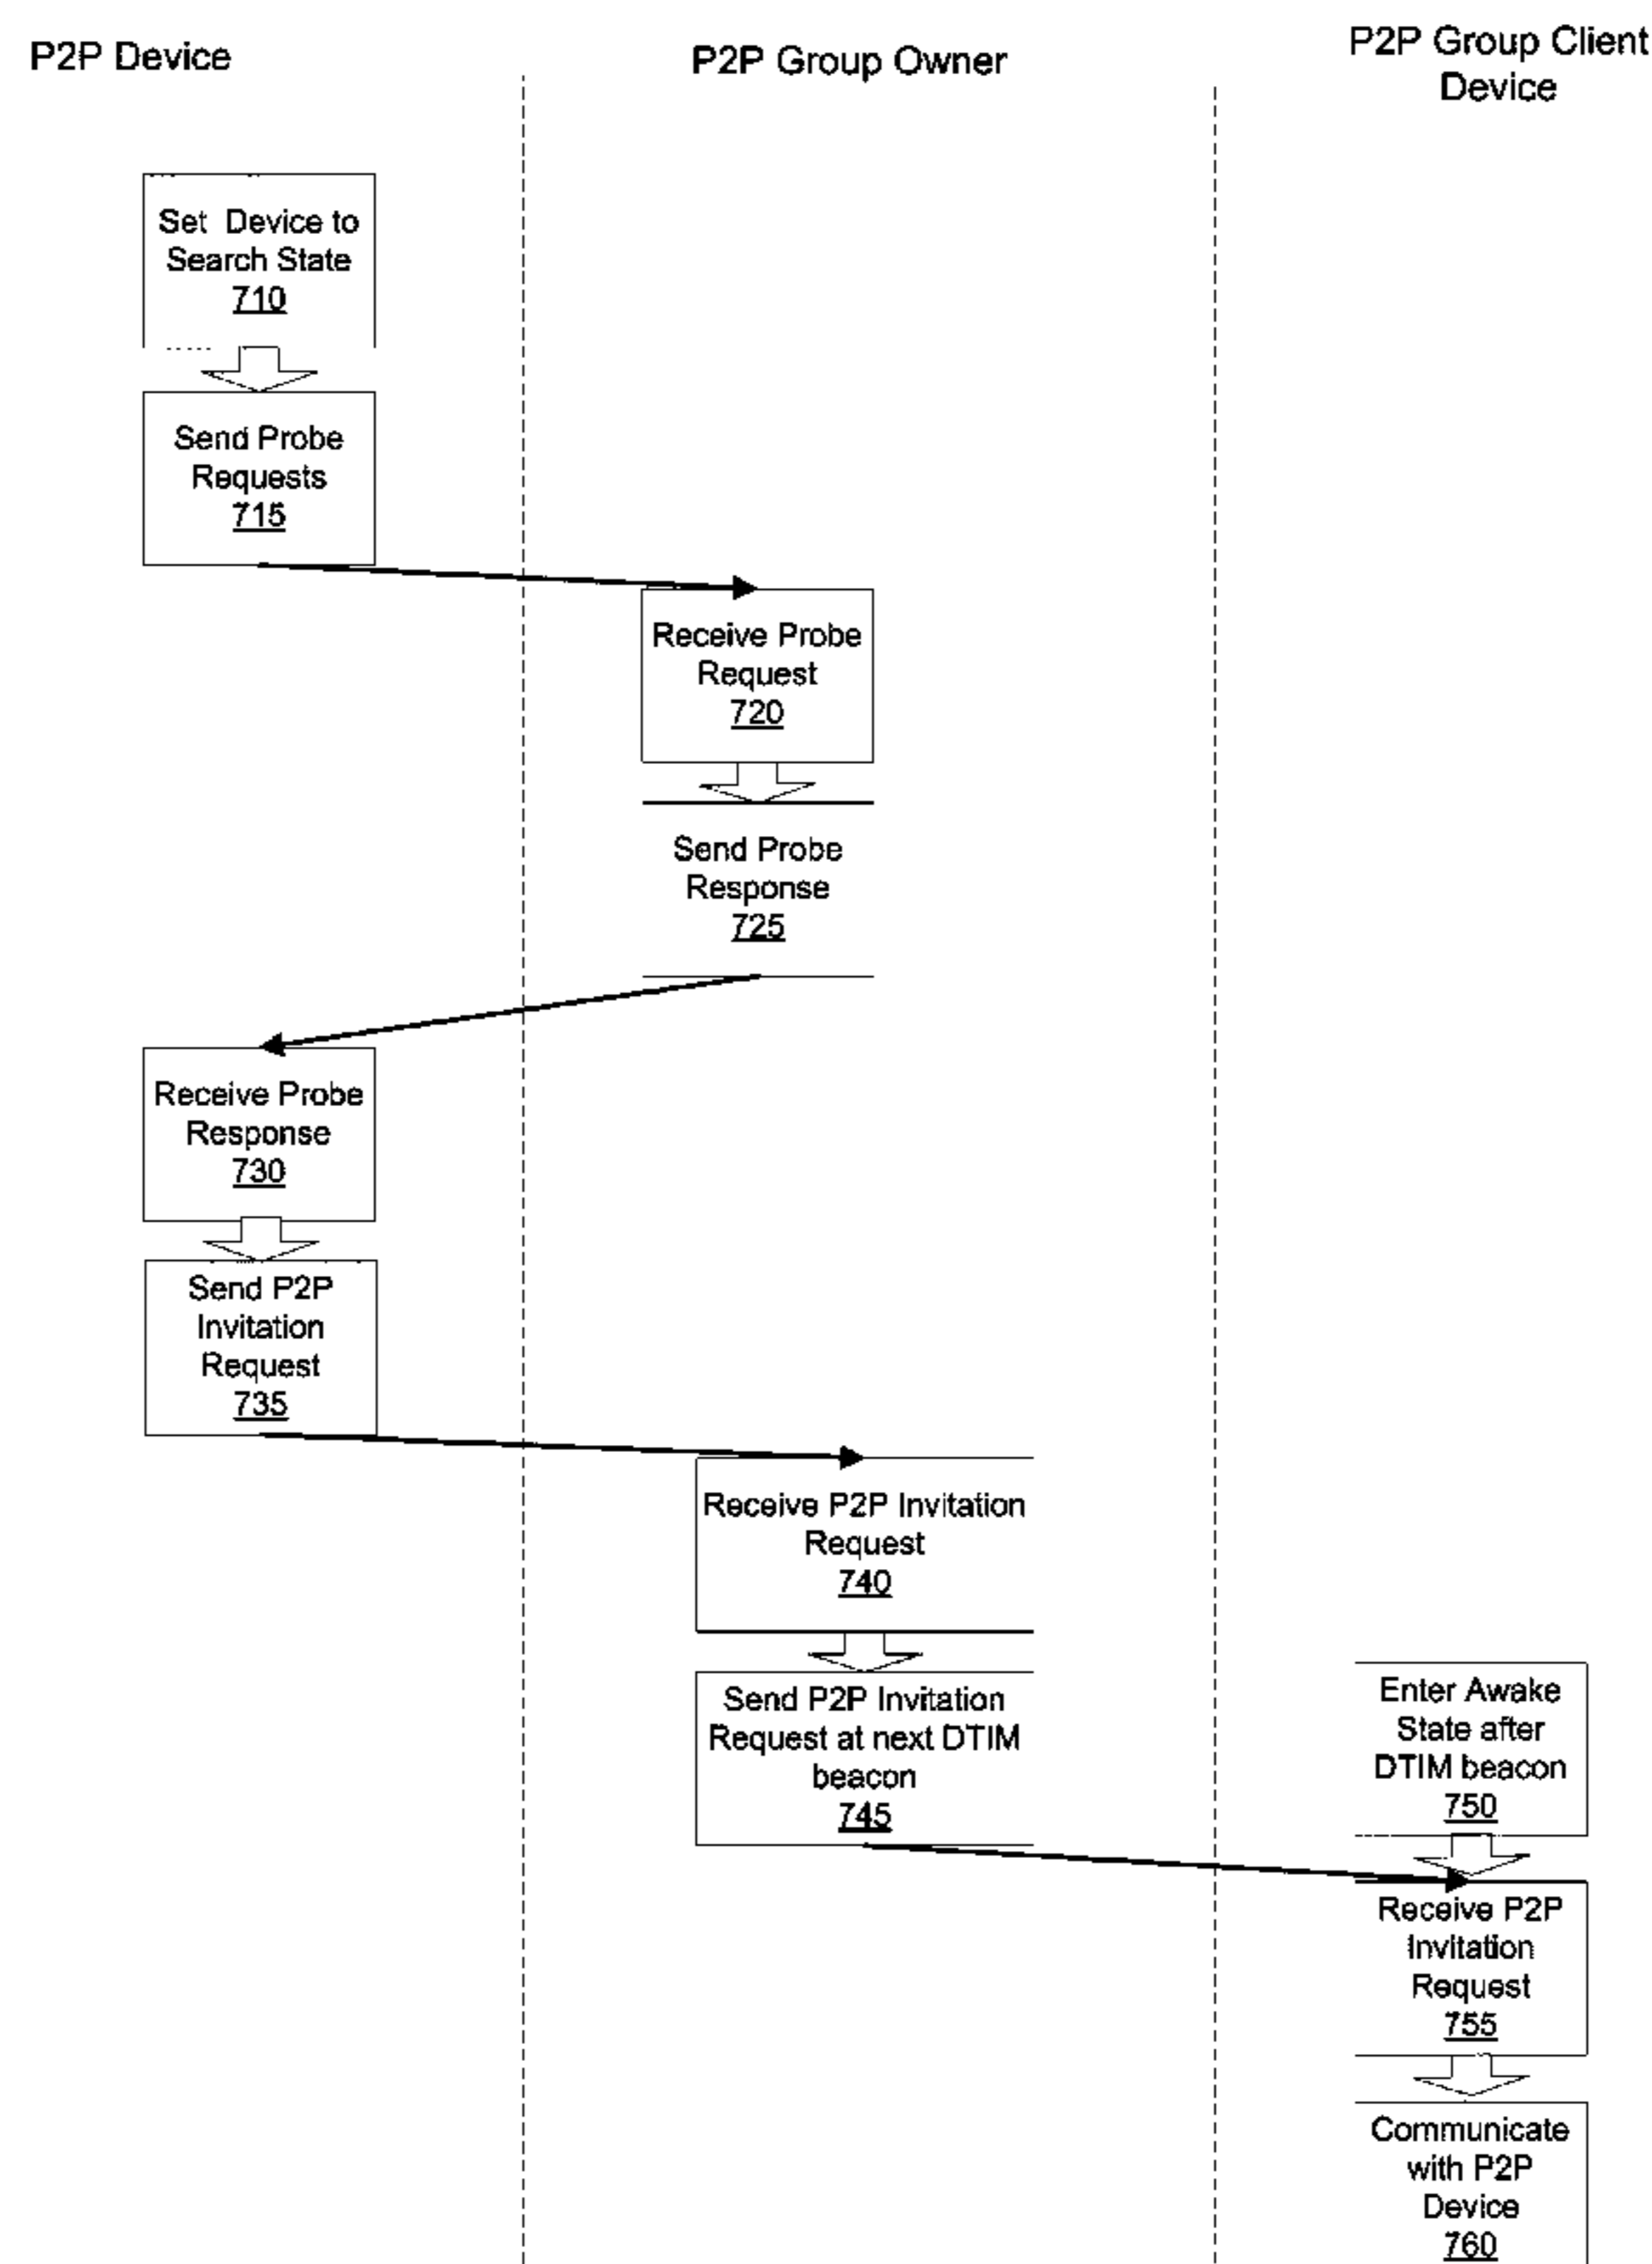 P2P Device
P2P Group Owner
P2P Group Client
Device
Set Device to
Search State
710
Send Probe
Requests
715
Receive Probe
Request
720
Send Probe
Response
725
Receive Probe
Response
730
Send P2P
Invitation
Request
735
Receive P2P Invitation
Request
740
Send P2P Invitation
Request at next DTIM
beacon
745
Enter Awake
State after
DTIM beacon
750
Receive P2P
Invitation
Request
755
Communicate
with P2P
Device
760